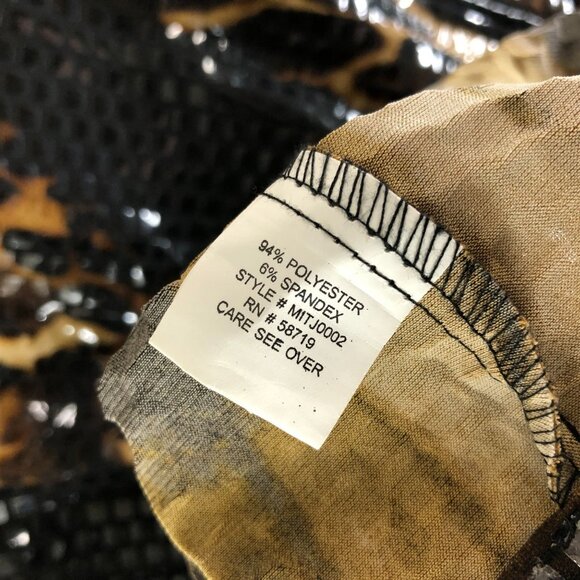 94% POLYESTER
6% SPANDEX
STYLE # MITJ0002
RN # 58719
CARE SEE OVER